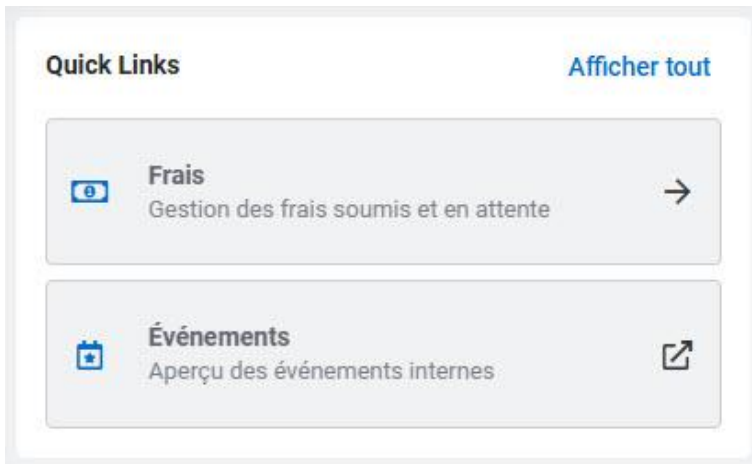 Quick Links
Afficher tout
Frais
Gestion des frais soumis et en attente
Événements
Aperçu des événements internes